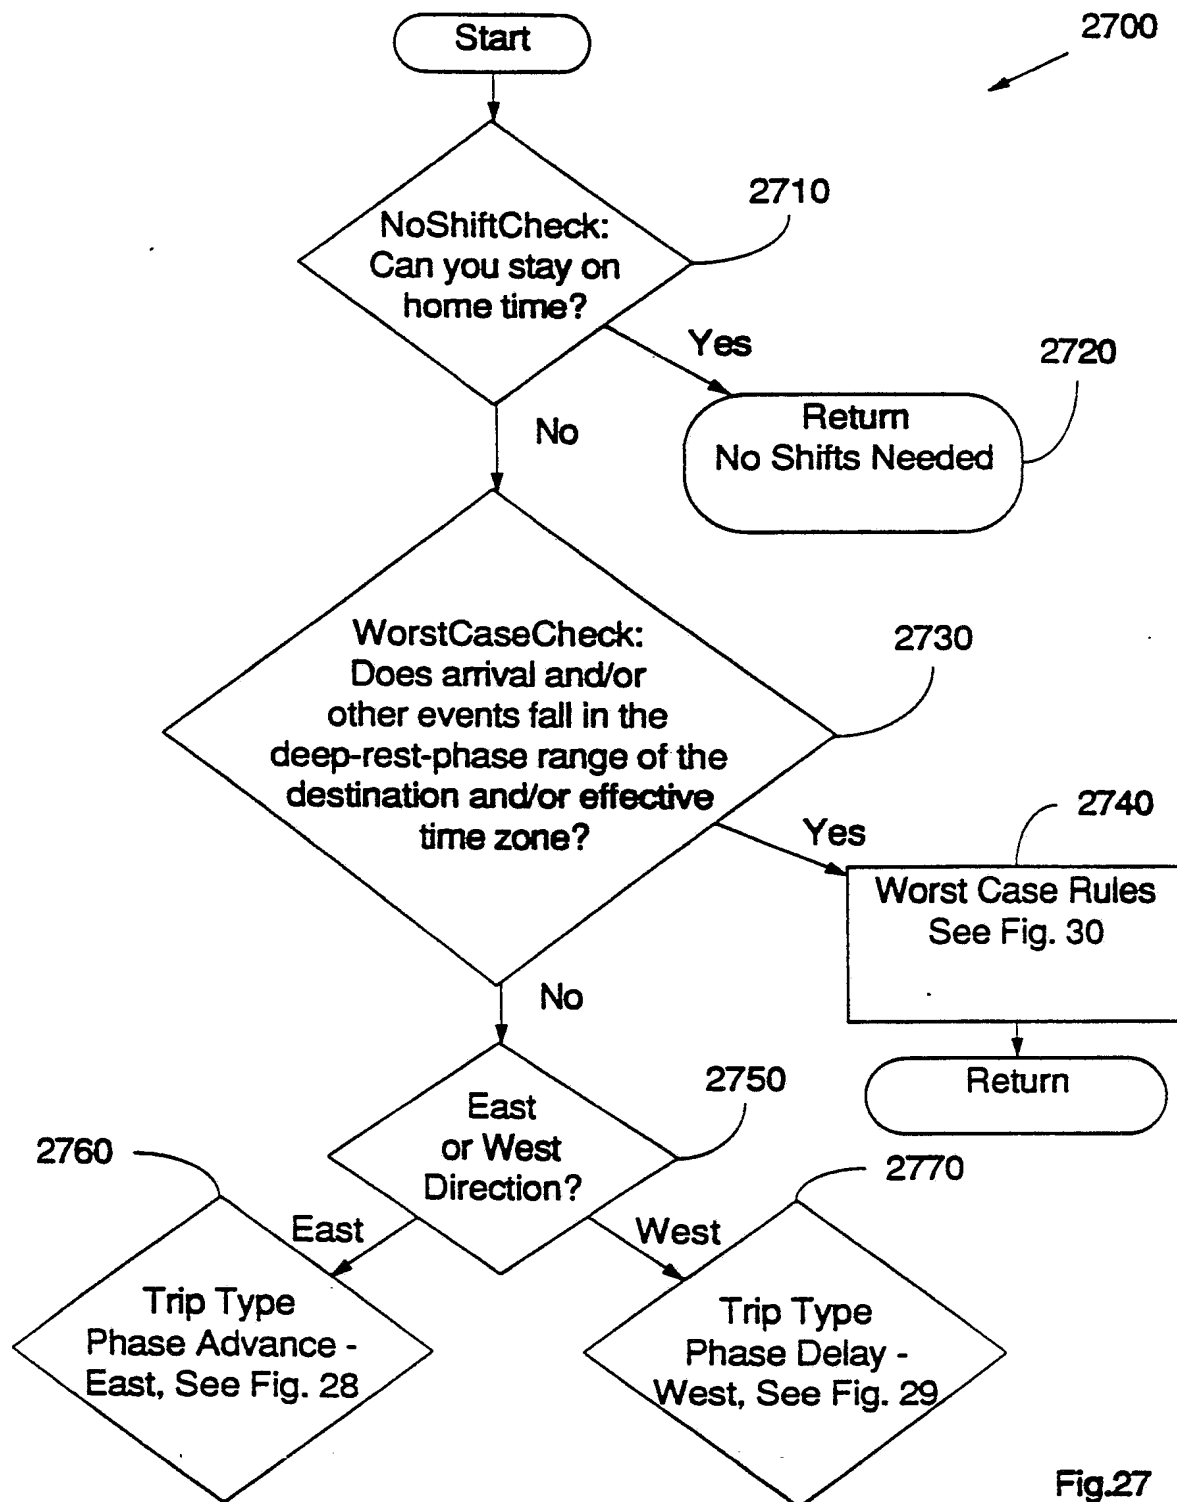 Start
2700
2710
NoShiftCheck:
Can you stay on
home time?
Yes
2720
Return
No Shifts Needed
No
WorstCaseCheck:
Does arrival and/or
other events fall in the
deep-rest-phase range of the
destination and/or effective
time zone?
2730
Yes
2740
Worst Case Rules
See Fig. 30
No
Return
2750
East
or West
Direction?
2760
2770
East
West
Trip Type
Phase Advance -
East, See Fig. 28
Trip Type
Phase Delay -
West, See Fig. 29
Fig.27